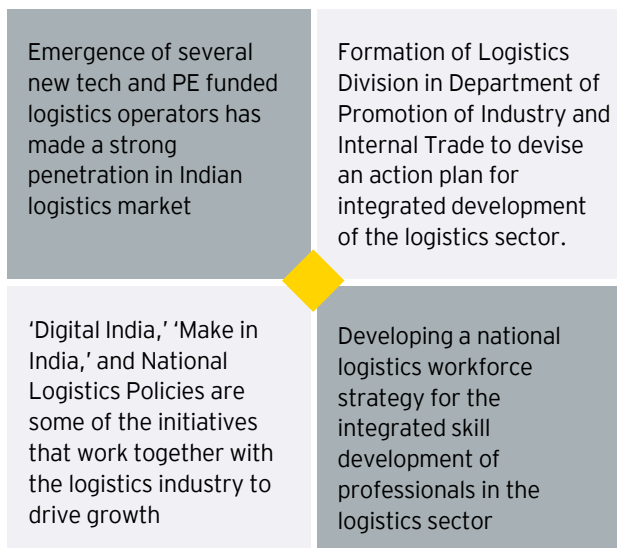 Emergence of several
new tech and PE funded
logistics operators has
made a strong
penetration in Indian
logistics market
Formation of Logistics
Division in Department of
Promotion of Industry and
Internal Trade to devise
an action plan for
integrated development
of the logistics sector.
‘Digital India,’ ‘Make in
India,’ and National
Logistics Policies are
some of the initiatives
that work together with
the logistics industry to
drive growth
Developing a national
logistics workforce
strategy for the
integrated skill
development of
professionals in the
logistics sector